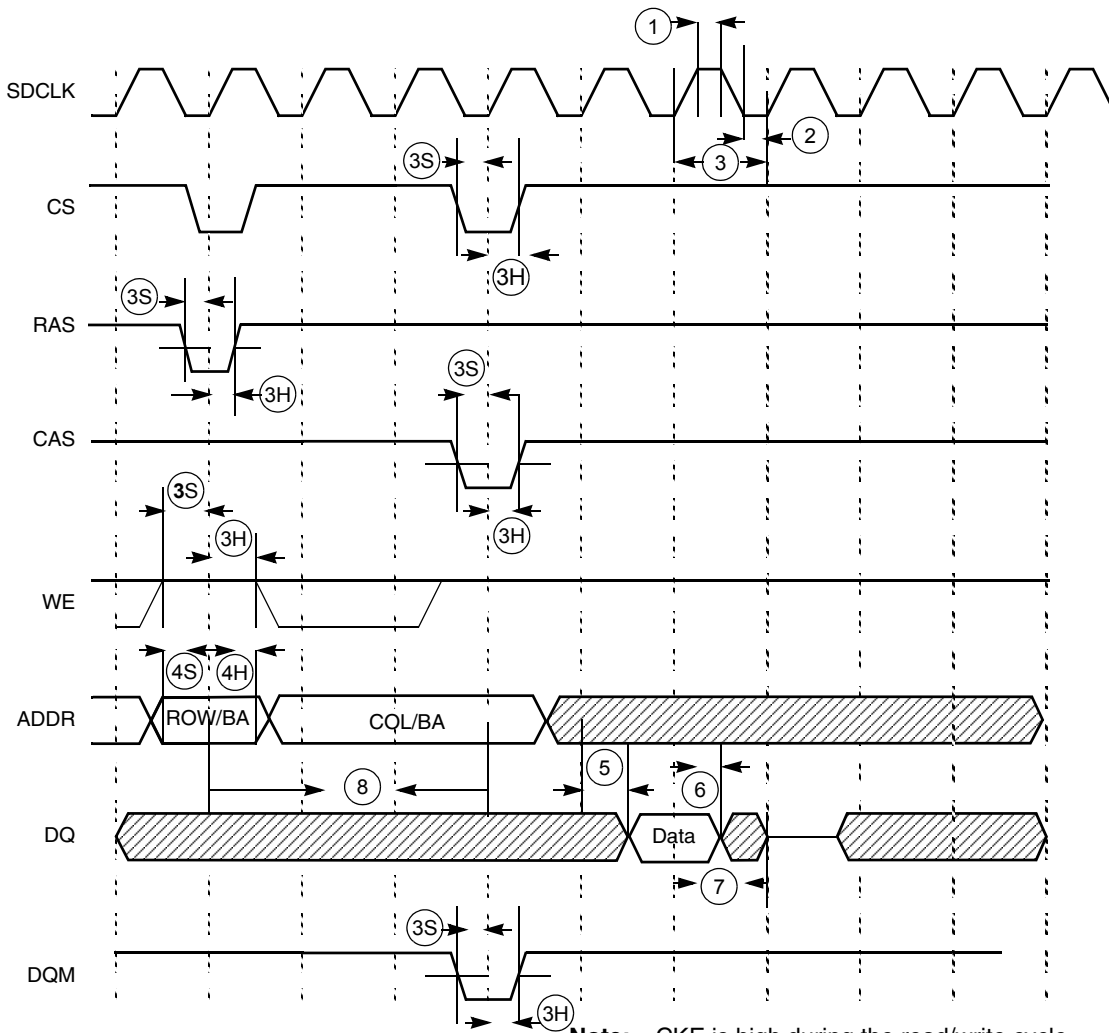 1
SDCLK
2
3S
3
CS
3H
3S
RAS
3S
3H
CAS
3S
3H
3H
WE
4S 4H
ADDR ROW/BA COL/BA
5
8 6
DQ Data
7
3S
DQM
3H
Note: CKE is high during the read/write cycle